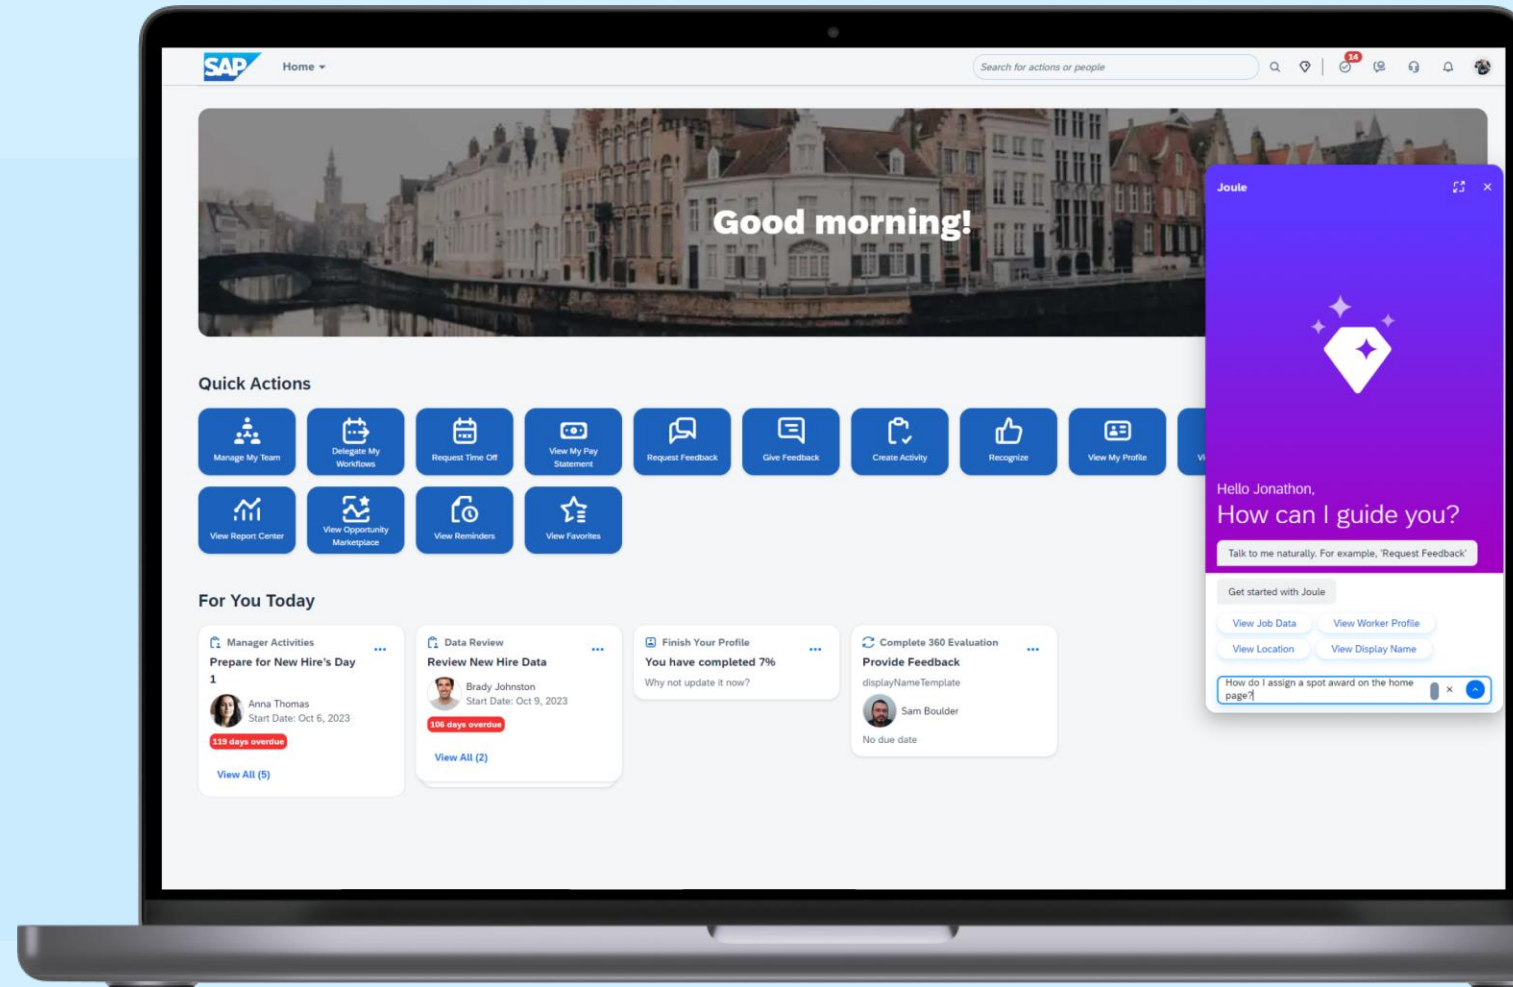 SAP
Home
Search for actions or people
14
Good morning!
Quick Actions
Manage My Team
Delegate My
Workflows
Request Time Off
View My Pay
Statement
Request Feedback
Give Feedback
Create Activity
Recognize
View My Profile
View Report Center
View Opportunity
Marketplace
View Reminders
View Favorites
For You Today
Manager Activities
Prepare for New Hire's Day
1
Anna Thomas
Start Date: Oct 6, 2023
119 days overdue
View All (5)
Data Review
Review New Hire Data
Brady Johnston
Start Date: Oct 9, 2023
106 days overdue
View All (2)
Finish Your Profile
You have completed 7%
Why not update it now?
Complete 360 Evaluation
Provide Feedback
displayNameTemplate
Sam Boulder
No due date
Joule
Hello Jonathon,
How can I guide you?
Talk to me naturally. For example, 'Request Feedback'
Get started with Joule
View Job Data
View Worker Profile
View Location
View Display Name
How do I assign a spot award on the home
page?